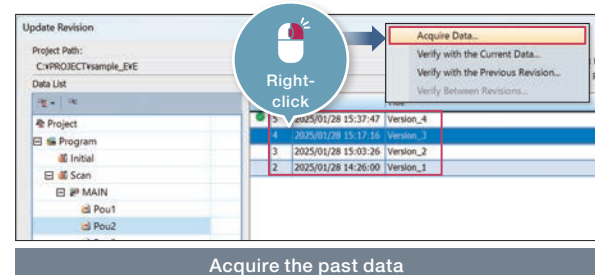 Update Revision
Project Path:
C:¥PROJECT¥sample_E¥E
Data List
Project
Program
Initial
Scan
MAIN
Pou1
Pou2
Right-
click
Acquire Data...
Verify with the Current Data...
Verify with the Previous Revision...
Verify Between Revisions...
5 2025/01/28 15:37:47 Version_4
4 2025/01/28 15:17:16 Version_3
3 2025/01/28 15:03:26 Version_2
2 2025/01/28 14:26:00 Version_1
Acquire the past data